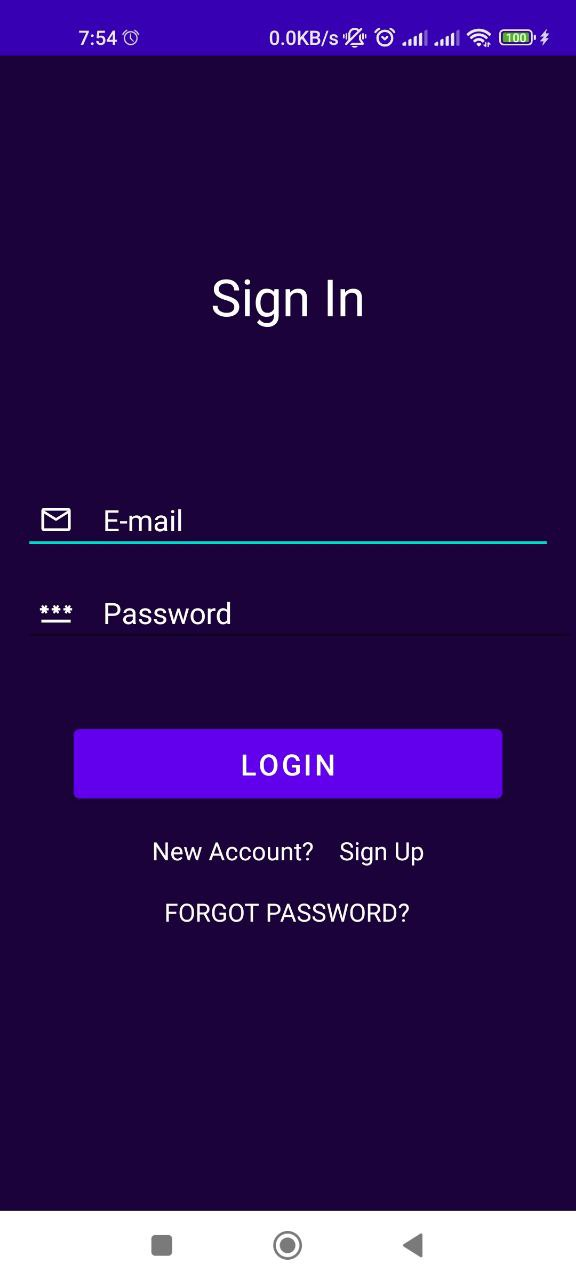 7:54 0.0KB/s 100
Sign In
E-mail
*** Password
LOGIN
New Account? Sign Up
FORGOT PASSWORD?